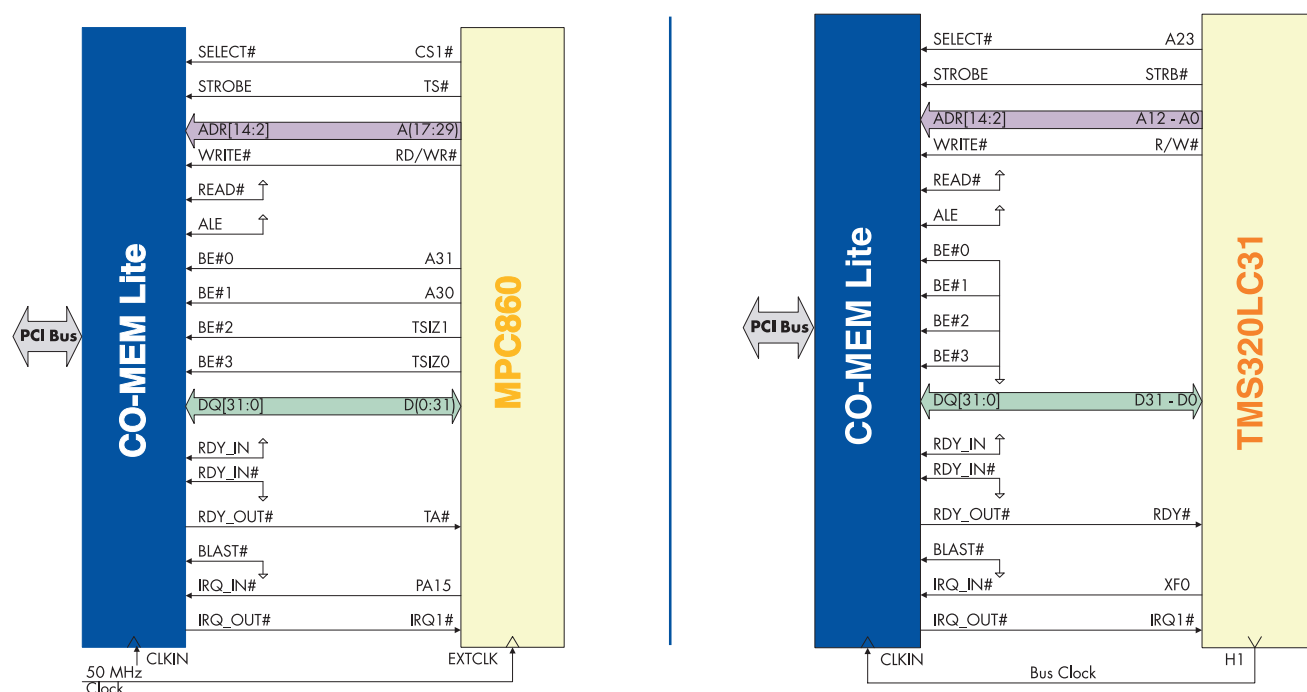 SELECT# CS1#
STROBE TS#
ADR[14:2] A(17:29)
WRITE# RD/WR#
READ#
ALE
BE#0 A31
BE#1 A30
BE#2 TSIZ1
BE#3 TSIZ0
DQ[31:0] D(0:31)
RDY_IN
RDY_IN#
RDY_OUT# TA#
BLAST#
IRQ_IN# PA15
IRQ_OUT# IRQ1#
PCI Bus
CO-MEM Lite
MPC860
CLKIN
EXTCLK
50 MHz
Clock
SELECT# A23
STROBE STRB#
ADR[14:2] A12 - A0
WRITE# R/W#
READ#
ALE
BE#0
BE#1
BE#2
BE#3
DQ[31:0] D31 - D0
RDY_IN
RDY_IN#
RDY_OUT# RDY#
BLAST#
IRQ_IN# XF0
IRQ_OUT# IRQ1#
PCI Bus
CO-MEM Lite
TMS320LC31
CLKIN
Bus Clock
H1